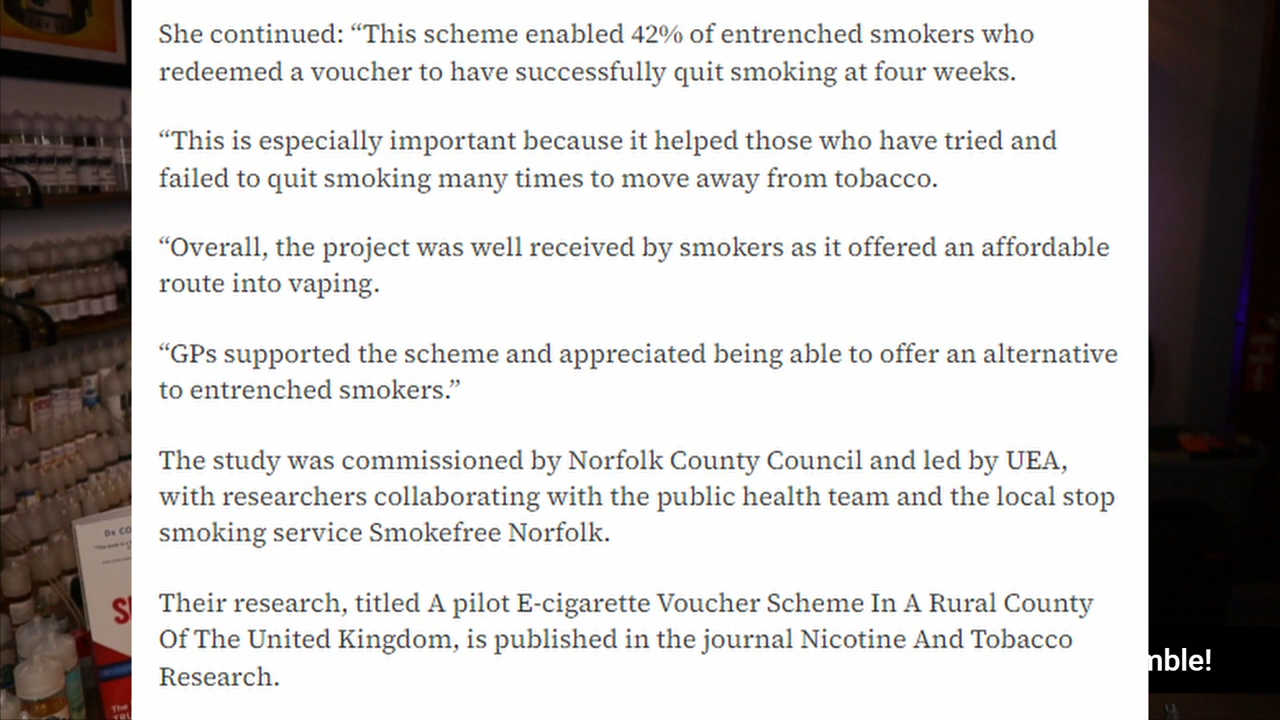 She continued: “This scheme enabled 42% of entrenched smokers who
redeemed a voucher to have successfully quit smoking at four weeks.
“This is especially important because it helped those who have tried and
failed to quit smoking many times to move away from tobacco.
“Overall, the project was well received by smokers as it offered an affordable
route into vaping.
“GPs supported the scheme and appreciated being able to offer an alternative
to entrenched smokers.”
The study was commissioned by Norfolk County Council and led by UEA,
with researchers collaborating with the public health team and the local stop
smoking service Smokefree Norfolk.
Their research, titled A pilot E-cigarette Voucher Scheme In A Rural County
Of The United Kingdom, is published in the journal Nicotine And Tobacco
Research.
mble!